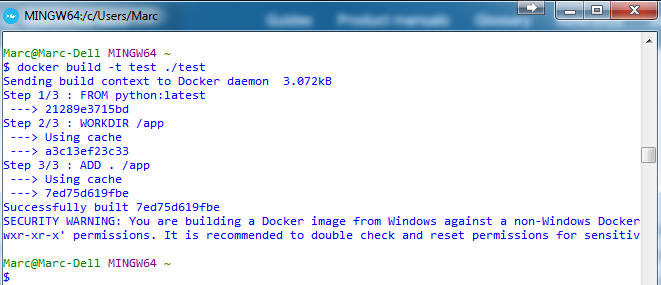 MINGW64:/c/Users/Marc
Guides Product manuals Glossary
Marc@Marc-Dell MINGW64 ~
$ docker build -t test ./test
Sending build context to Docker daemon  3.072kB
Step 1/3 : FROM python:latest
 ---> 21289e3715bd
Step 2/3 : WORKDIR /app
 ---> Using cache
 ---> a3c13ef23c33
Step 3/3 : ADD . /app
 ---> Using cache
 ---> 7ed75d619fbe
Successfully built 7ed75d619fbe
SECURITY WARNING: You are building a Docker image from Windows against a non-Windows Docker
wxr-xr-x' permissions. It is recommended to double check and reset permissions for sensitiv
Marc@Marc-Dell MINGW64 ~
$